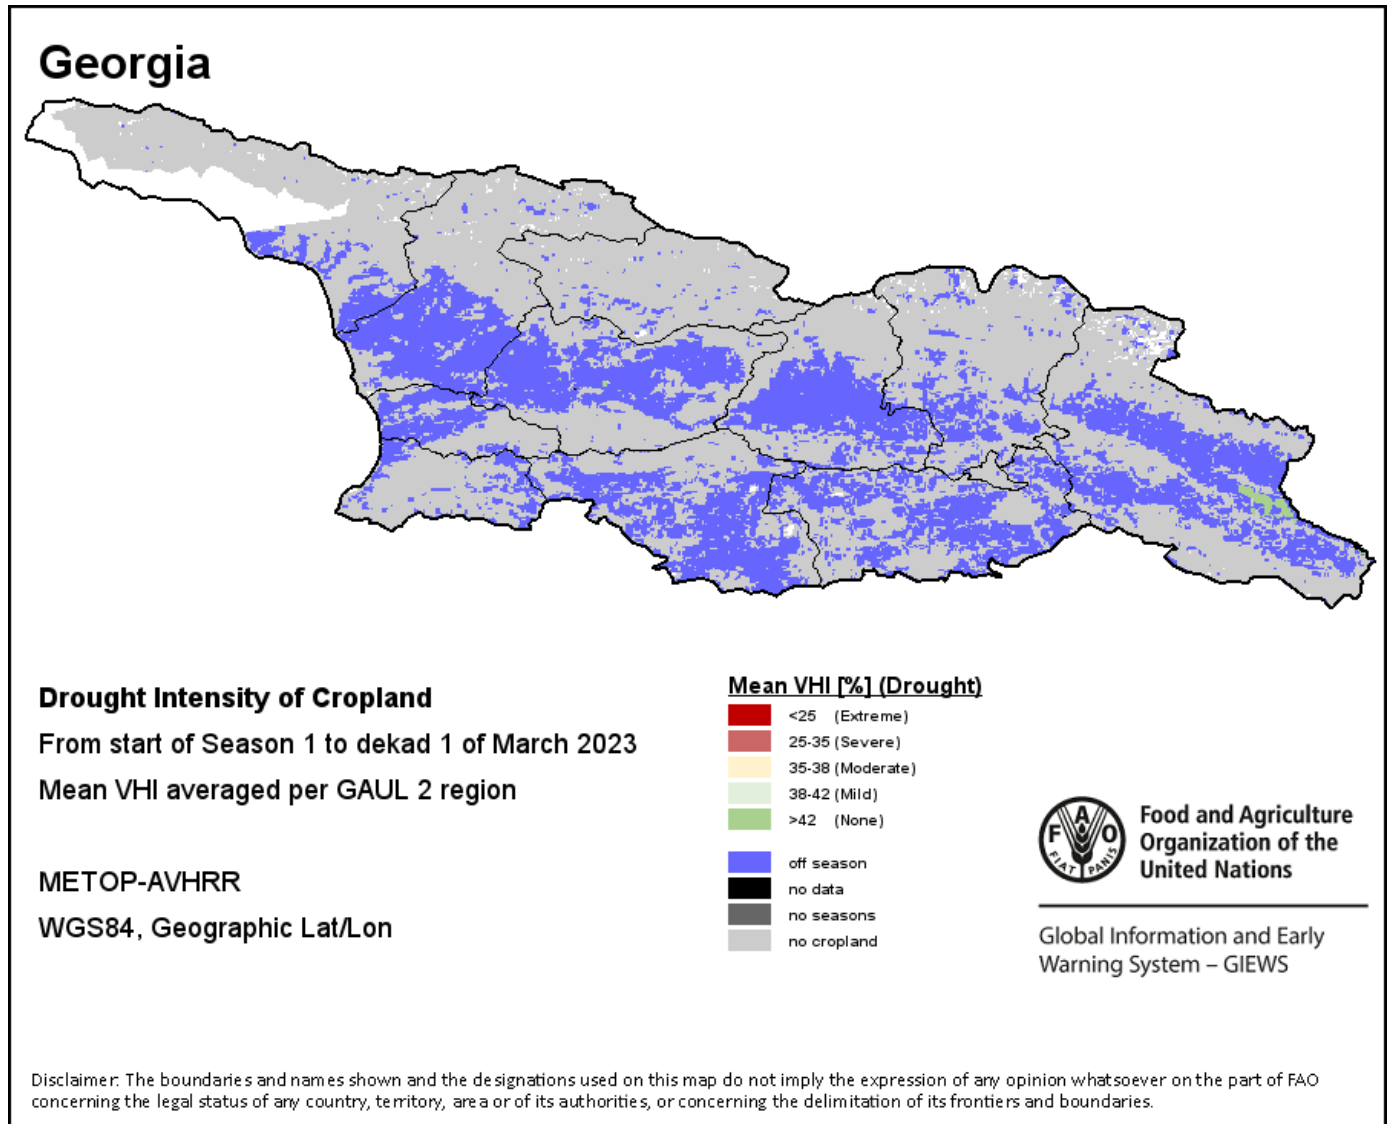 Georgia
Drought Intensity of Cropland
From start of Season 1 to dekad 1 of March 2023
Mean VHI averaged per GAUL 2 region
METOP-AVHRR
WGS84, Geographic Lat/Lon
Mean VHI [%] (Drought)
<25 (Extreme)
25-35 (Severe)
35-38 (Moderate)
38-42 (Mild)
>42 (None)
off season
no data
no seasons
no cropland
F A O
FIAT PANIS
Food and Agriculture
Organization of the
United Nations
Global Information and Early
Warning System – GIEWS
Disclaimer: The boundaries and names shown and the designations used on this map do not imply the expression of any opinion whatsoever on the part of FAO
concerning the legal status of any country, territory, area or of its authorities, or concerning the delimitation of its frontiers and boundaries.